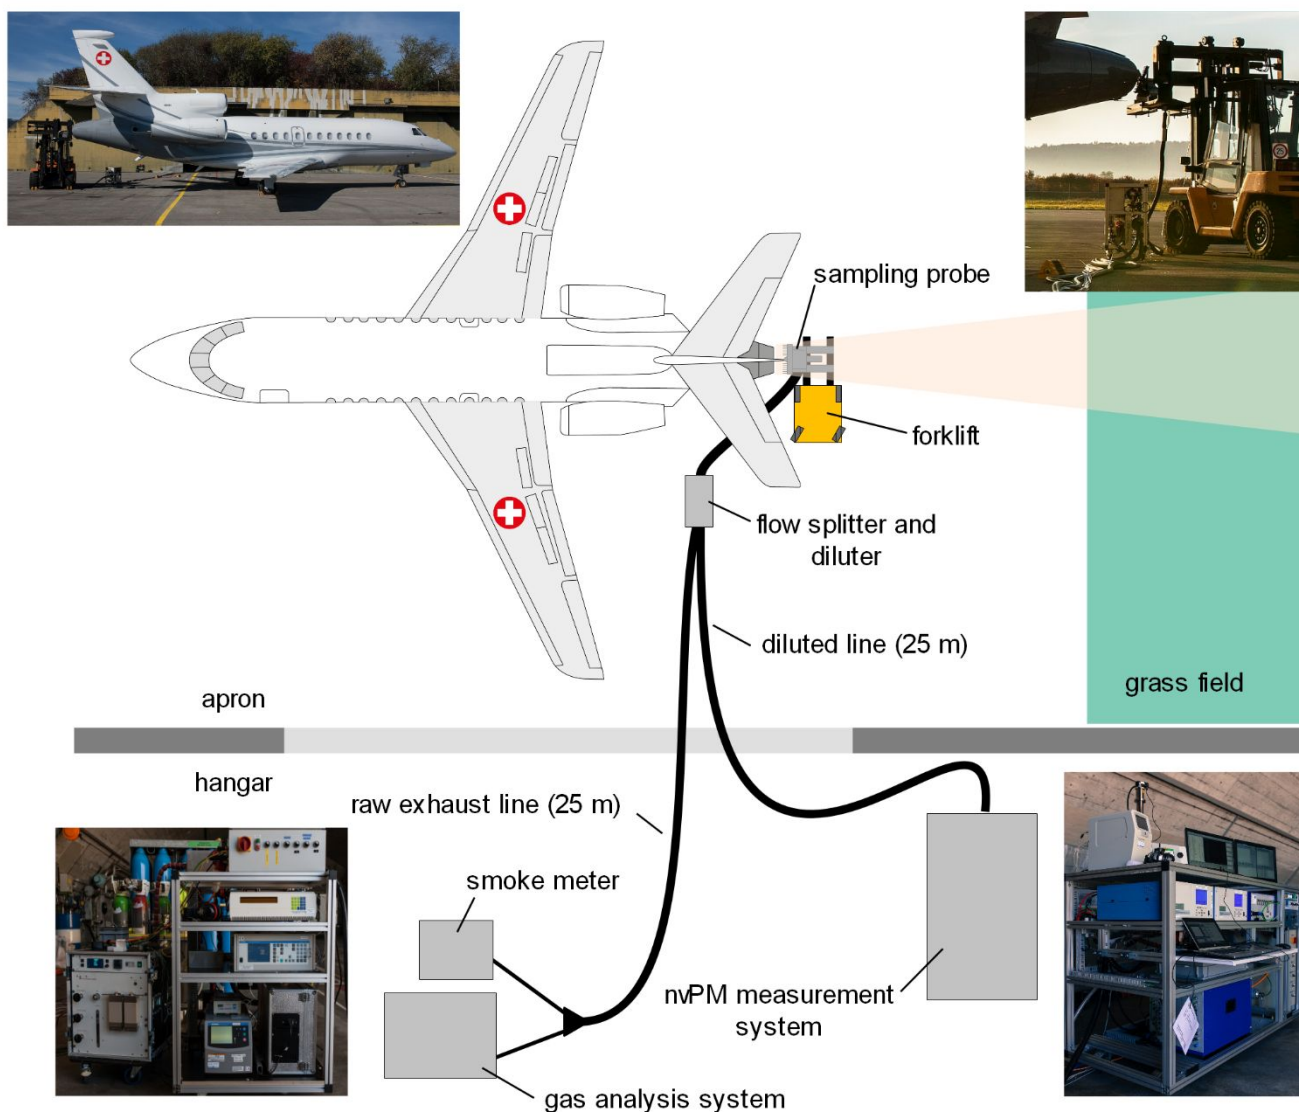 sampling probe
forklift
flow splitter and
diluter
diluted line (25 m)
grass field
apron
hangar
raw exhaust line (25 m)
smoke meter
nvPM measurement
system
gas analysis system